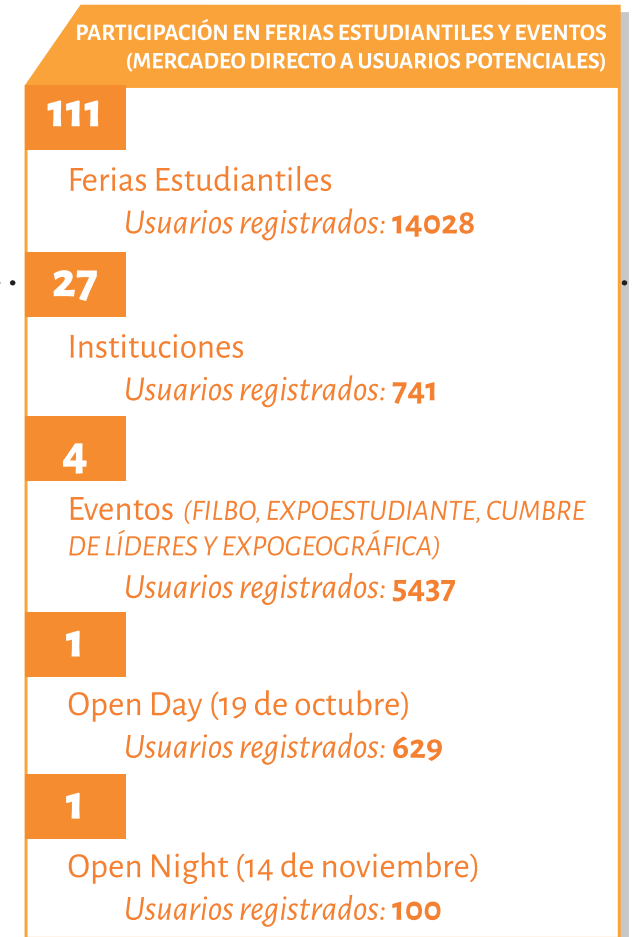 PARTICIPACIÓN EN FERIAS ESTUDIANTILES Y EVENTOS
(MERCADEO DIRECTO A USUARIOS POTENCIALES)
111
Ferias Estudiantiles
Usuarios registrados: 14028
27
Instituciones
Usuarios registrados: 741
4
Eventos (FILBO, EXPOESTUDIANTE, CUMBRE
DE LÍDERES Y EXPOGEOGRÁFICA)
Usuarios registrados: 5437
1
Open Day (19 de octubre)
Usuarios registrados: 629
1
Open Night (14 de noviembre)
Usuarios registrados: 100